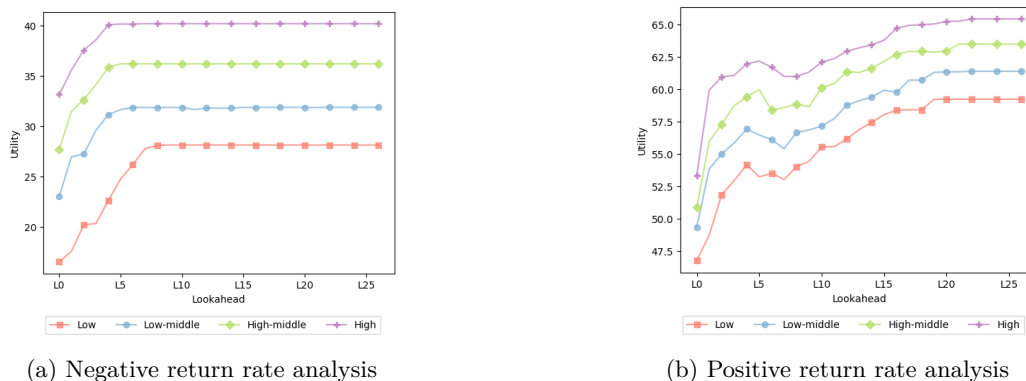 40
35
30
25
20
Utility
L0 L5 L10 L15 L20 L25
Lookahead
Low Low-middle High-middle High
(a) Negative return rate analysis
65.0
62.5
60.0
57.5
55.0
52.5
50.0
47.5
Utility
L0 L5 L10 L15 L20 L25
Lookahead
Low Low-middle High-middle High
(b) Positive return rate analysis